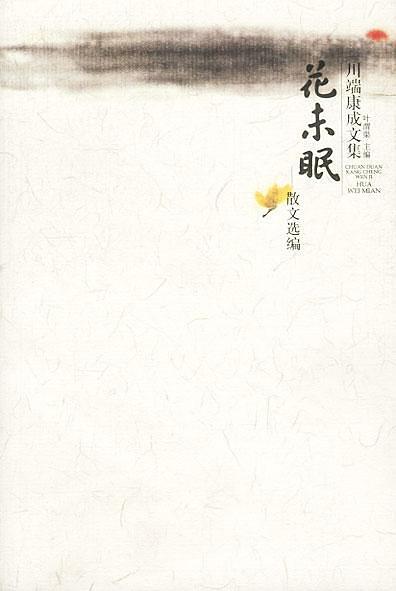 川端康成文集
叶渭渠 主编
CHUAN DUAN
KANG CHENG
WEN JI
HUA
WEI MIAN
花未眠
散文选编